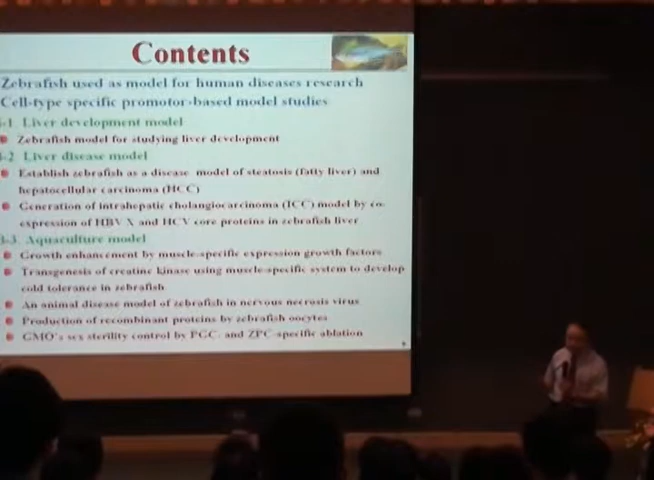 Contents
Zebrafish used as model for human diseases research
Cell-type specific promotor-based model studies
-1 Liver development model
Zebrafish model for studying liver development
-2 Liver disease model
Establish zebrafish as a disease model of steatosis (fatty liver) and
hepatocellular carcinoma (HCC)
Generation of intrahepatic cholangiocarcinoma (ICC) model by co-
expression of HBV X and HCV core proteins in zebrafish liver
-3 Aquaculture model
Growth enhancement by muscle-specific expression growth factors
Transgenesis of creatine kinase using muscle-specific system to develop
cold tolerance in zebrafish
An animal disease model of zebrafish in nervous necrosis virus
Production of recombinant proteins by zebrafish oocytes
GMO's sex sterility control by PGC- and ZPC-specific ablation